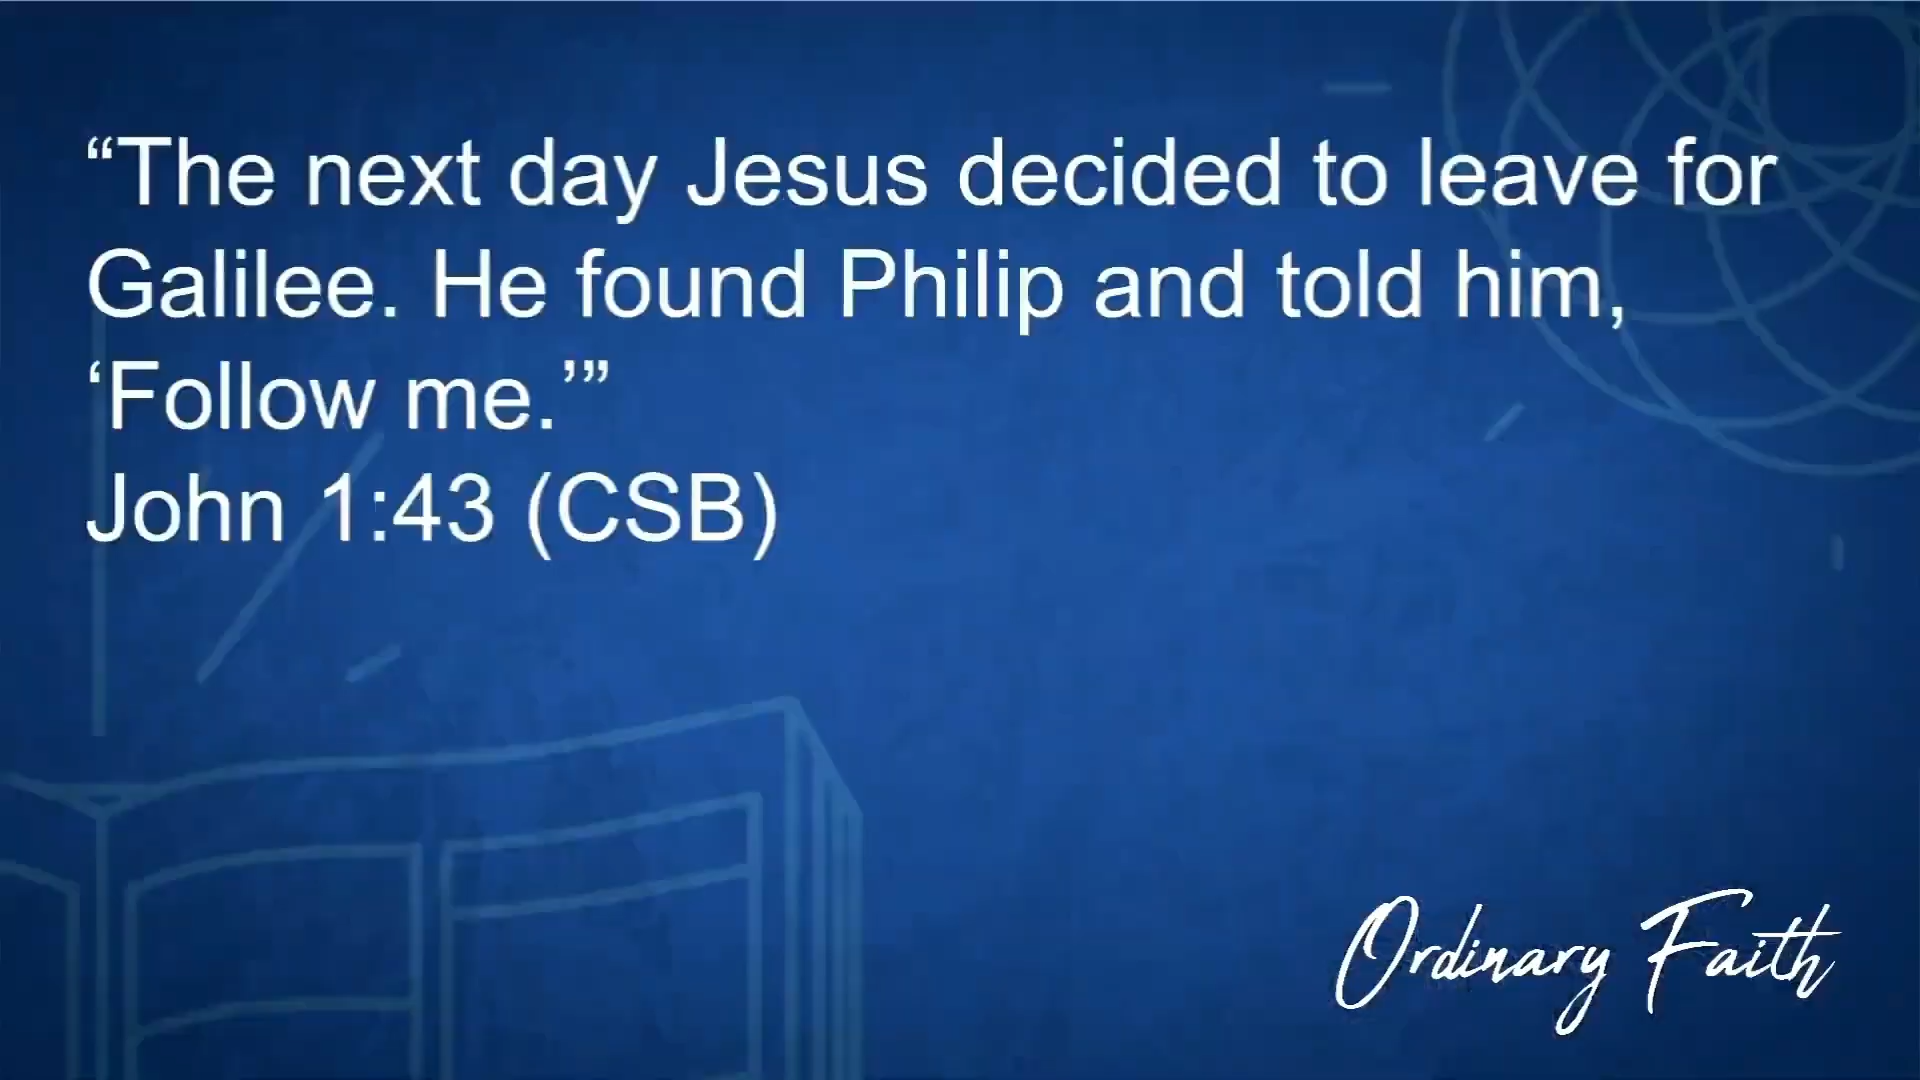 “The next day Jesus decided to leave for
Galilee. He found Philip and told him,
‘Follow me.’”
John 1:43 (CSB)
Ordinary Faith